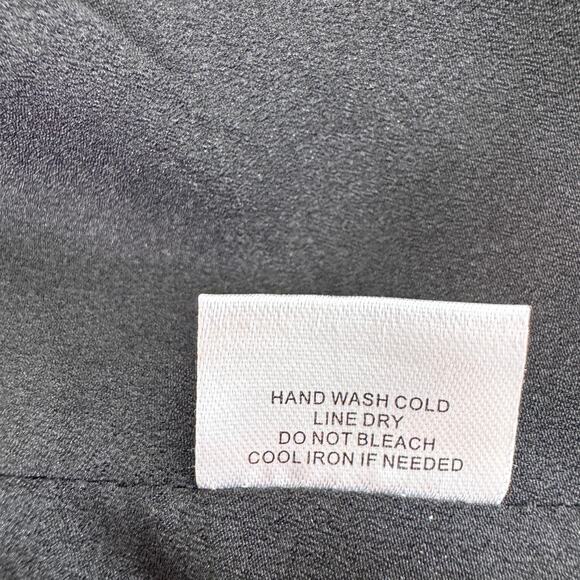 HAND WASH COLD
LINE DRY
DO NOT BLEACH
COOL IRON IF NEEDED